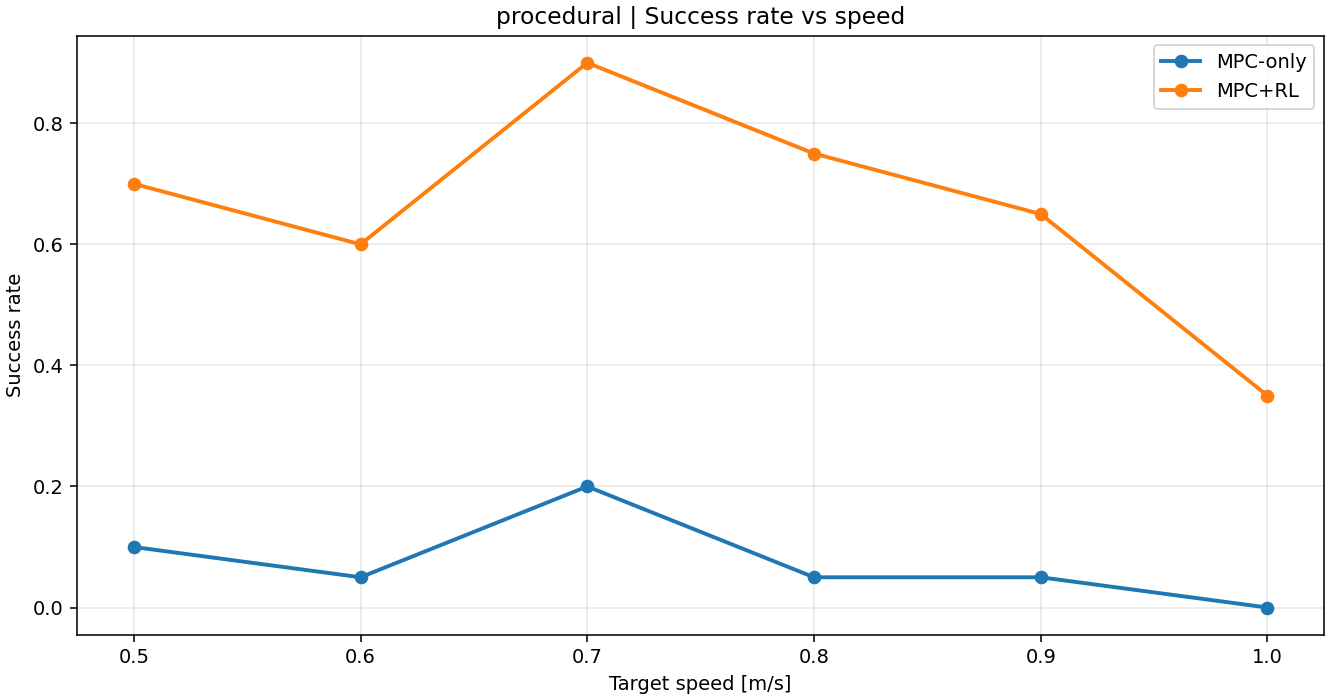 procedural | Success rate vs speed
MPC-only
MPC+RL
Success rate
0.8
0.6
0.4
0.2
0.0
0.5 0.6 0.7 0.8 0.9 1.0
Target speed [m/s]